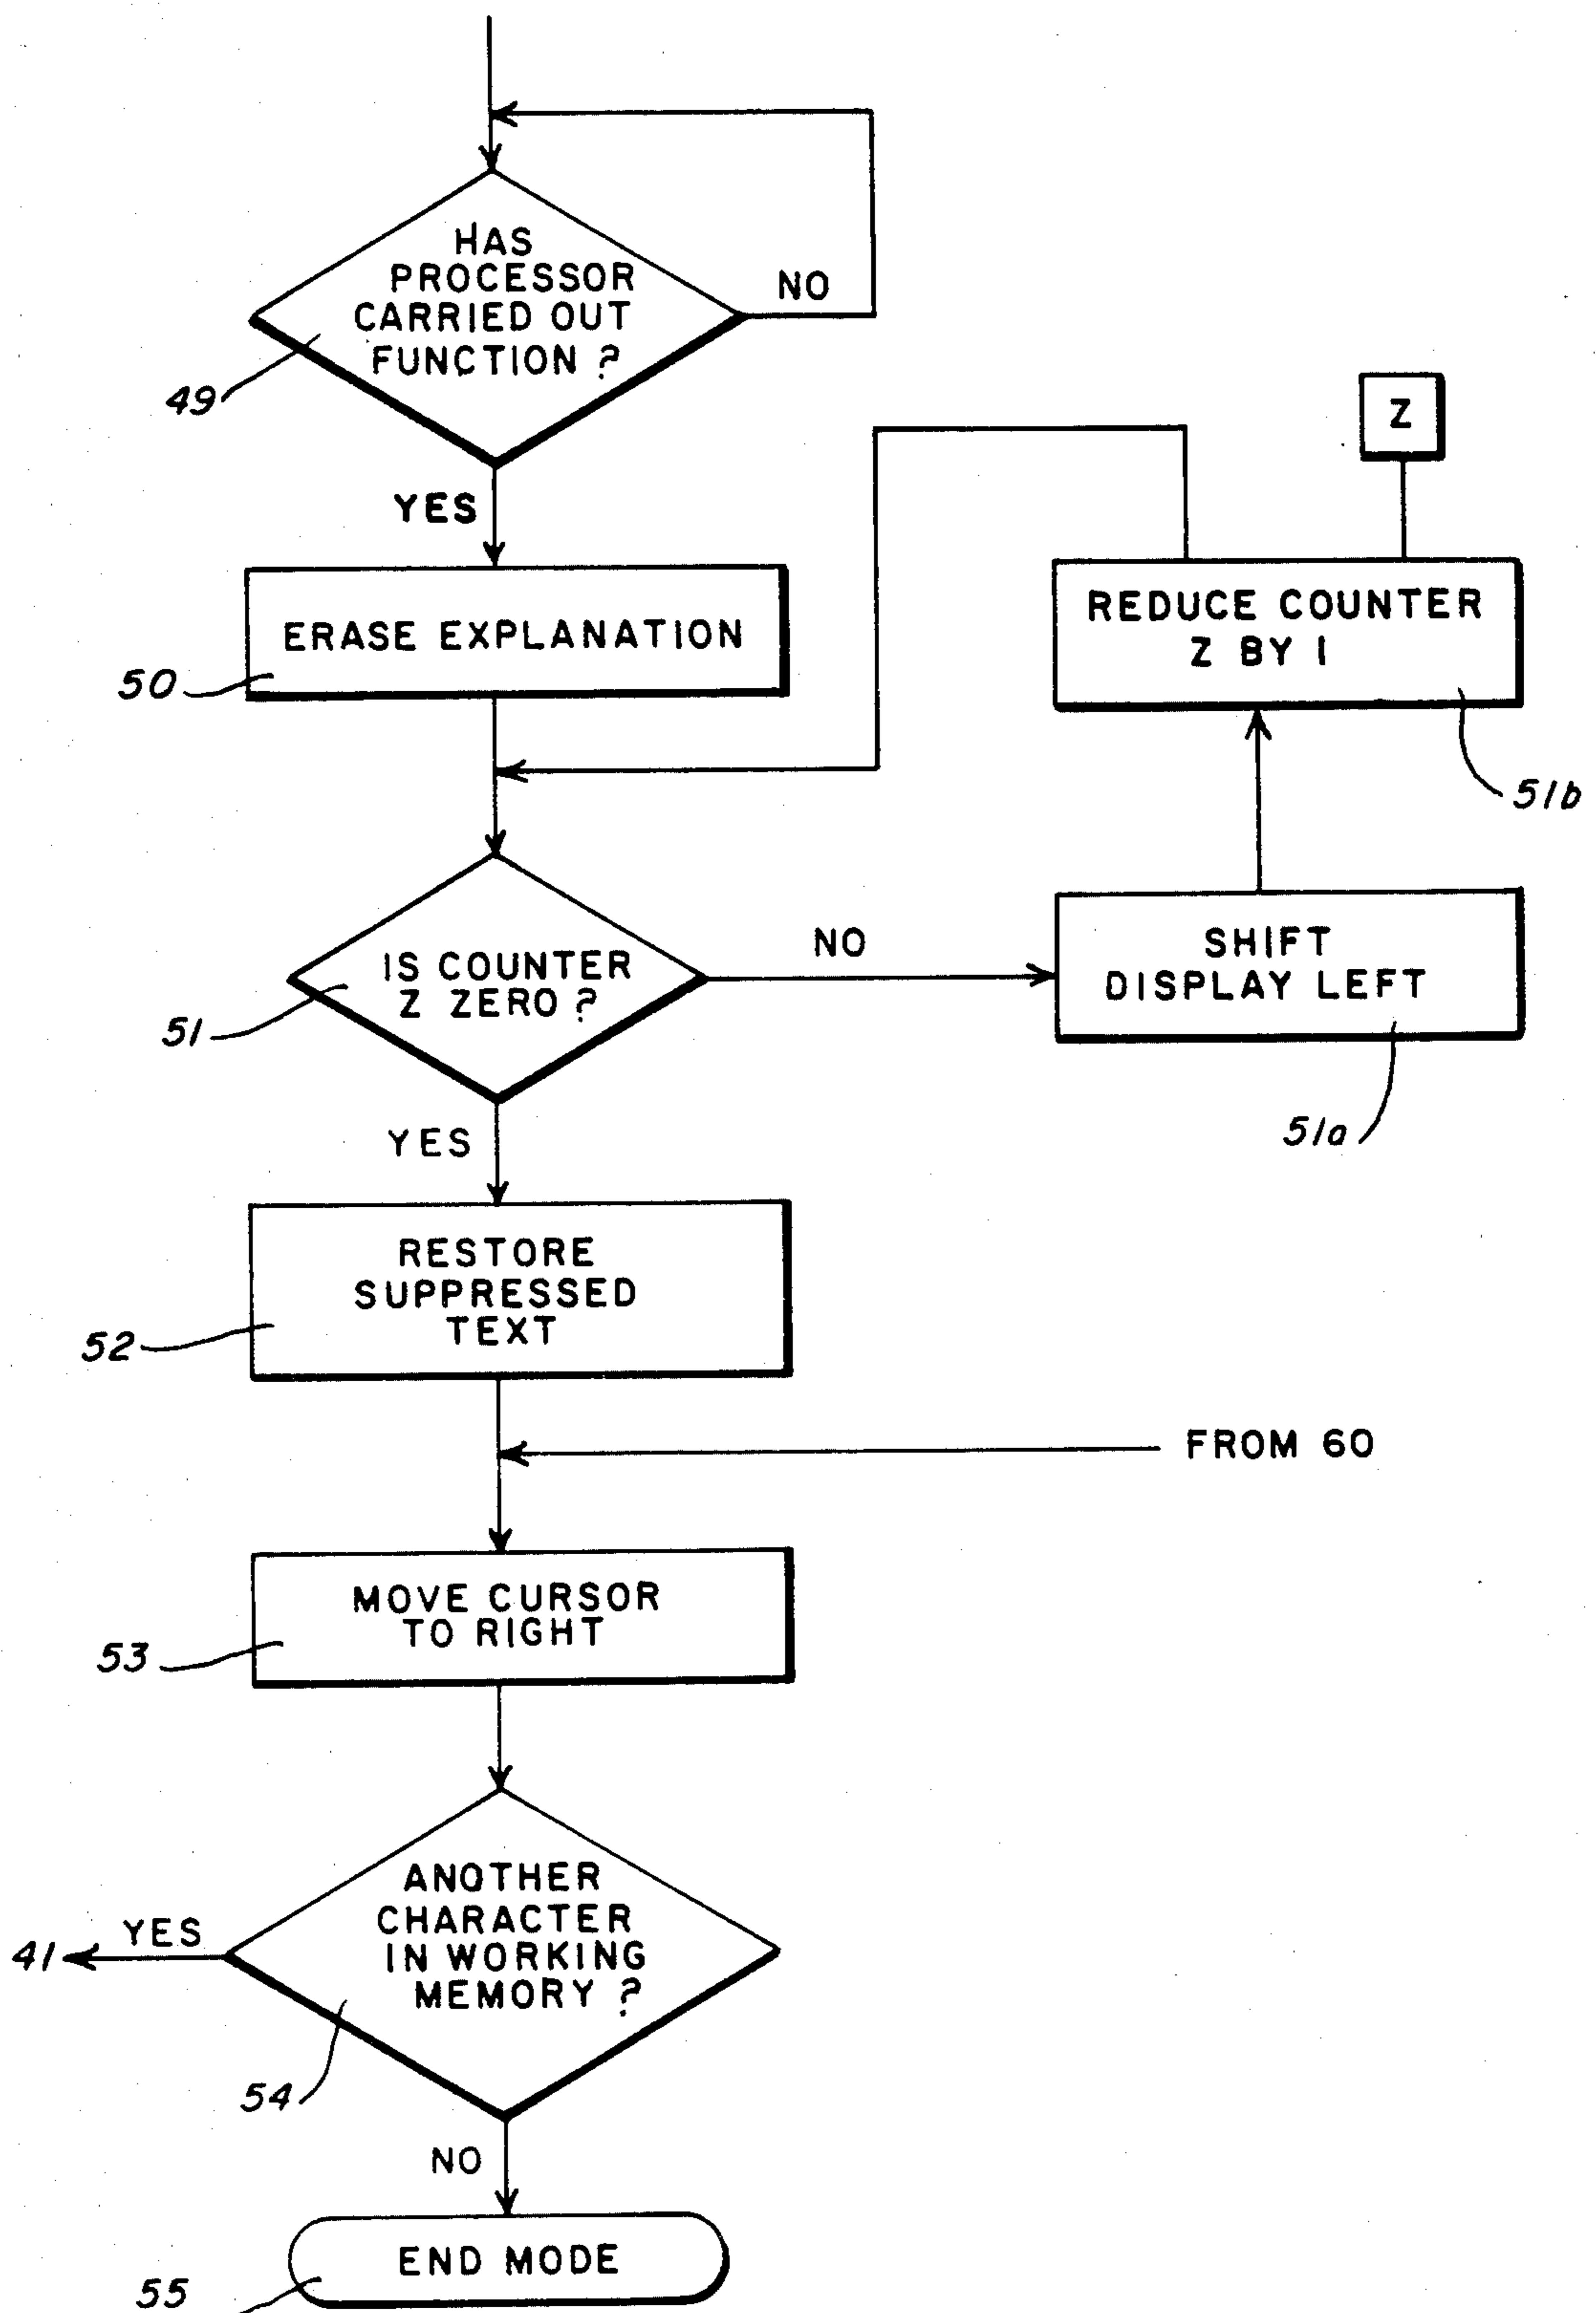 HAS
PROCESSOR
CARRIED OUT
FUNCTION ?
NO
49
YES
Z
ERASE EXPLANATION
50
REDUCE COUNTER
Z BY 1
51b
IS COUNTER
Z ZERO ?
51
NO
SHIFT
DISPLAY LEFT
51a
YES
RESTORE
SUPPRESSED
TEXT
52
FROM 60
MOVE CURSOR
TO RIGHT
53
ANOTHER
CHARACTER
IN WORKING
MEMORY ?
YES
41
54
NO
END MODE
55